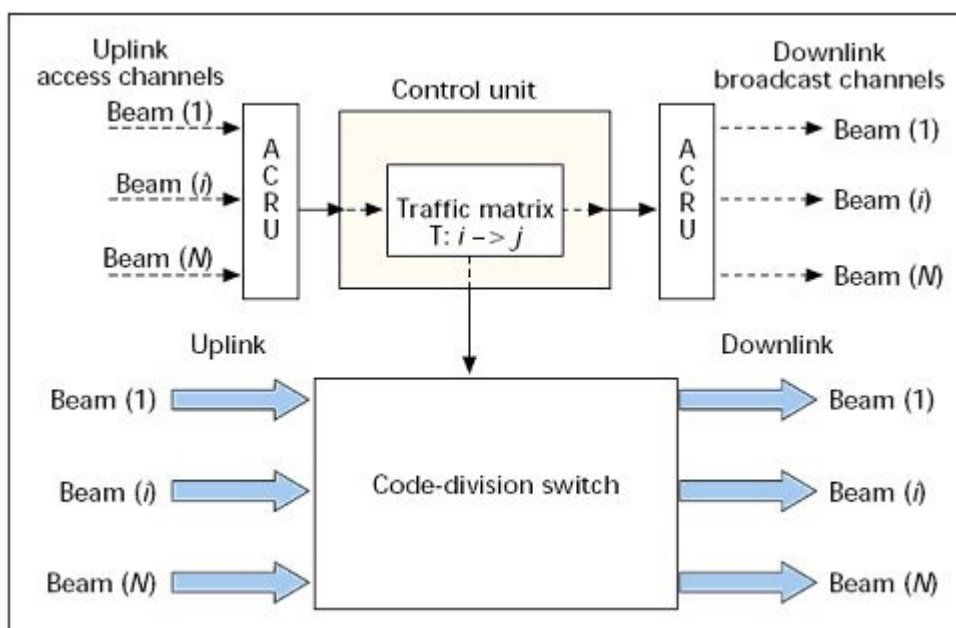 Uplink
access channels
Beam (1)
Beam (i)
Beam (N)
A
C
R
U
Control unit
Traffic matrix
T: i –> j
A
C
R
U
Downlink
broadcast channels
Beam (1)
Beam (i)
Beam (N)
Uplink
Beam (1)
Beam (i)
Beam (N)
Code-division switch
Downlink
Beam (1)
Beam (i)
Beam (N)